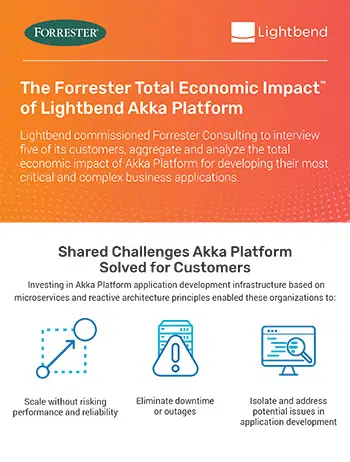 FORRESTER®
Lightbend
The Forrester Total Economic Impact™
of Lightbend Akka Platform
Lightbend commissioned Forrester Consulting to interview
five of its customers, aggregate and analyze the total
economic impact of Akka Platform for developing their most
critical and complex business applications.
Shared Challenges Akka Platform
Solved for Customers
Investing in Akka Platform application development infrastructure based on
microservices and reactive architecture principles enabled these organizations to:
Scale without risking
performance and reliability
Eliminate downtime
or outages
Isolate and address
potential issues in
application development